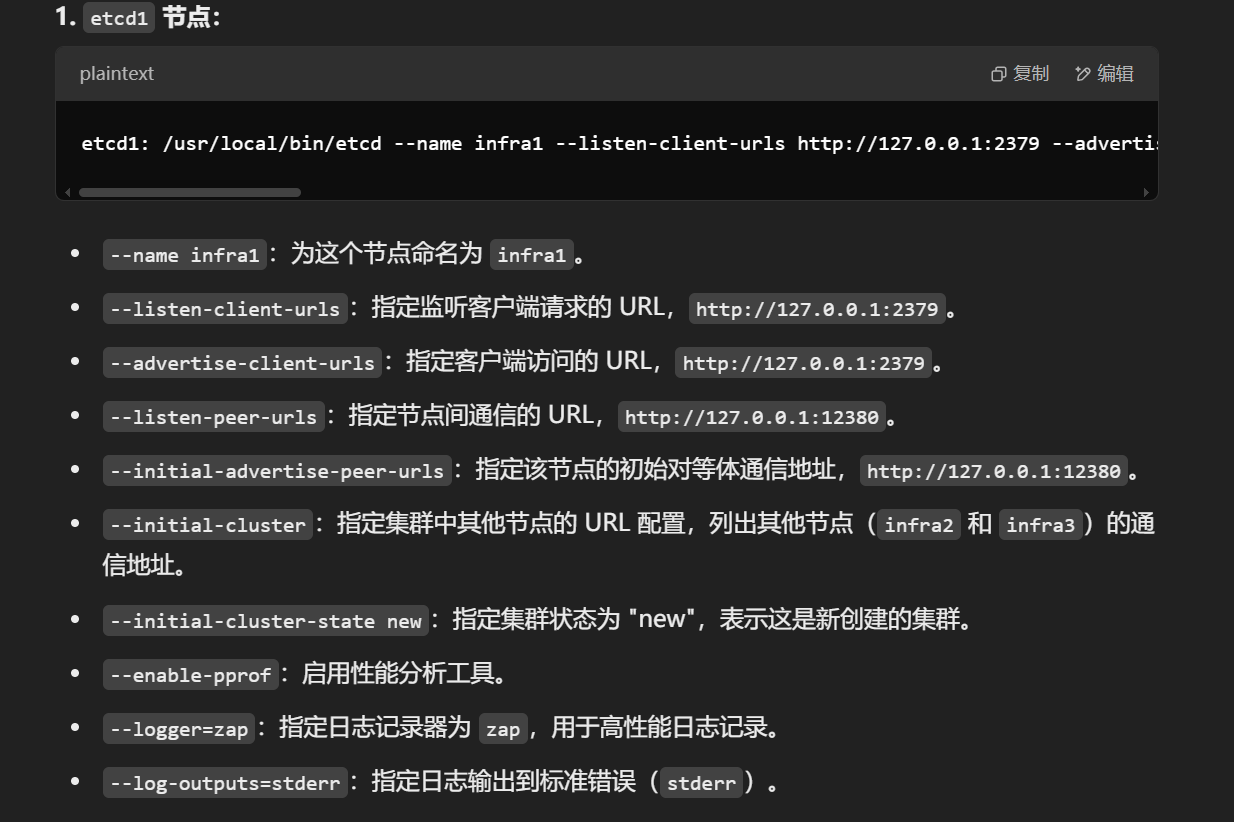 1. etcd1 节点：
plaintext
复制 编辑
etcd1: /usr/local/bin/etcd --name infra1 --listen-client-urls http://127.0.0.1:2379 --adverti
--name infra1：为这个节点命名为 infra1。
--listen-client-urls：指定监听客户端请求的 URL，http://127.0.0.1:2379。
--advertise-client-urls：指定客户端访问的 URL，http://127.0.0.1:2379。
--listen-peer-urls：指定节点间通信的 URL，http://127.0.0.1:12380。
--initial-advertise-peer-urls：指定该节点的初始对等体通信地址，http://127.0.0.1:12380。
--initial-cluster：指定集群中其他节点的 URL 配置，列出其他节点（infra2 和 infra3）的通
信地址。
--initial-cluster-state new：指定集群状态为 "new"，表示这是新创建的集群。
--enable-pprof：启用性能分析工具。
--logger=zap：指定日志记录器为 zap，用于高性能日志记录。
--log-outputs=stderr：指定日志输出到标准错误（stderr）。